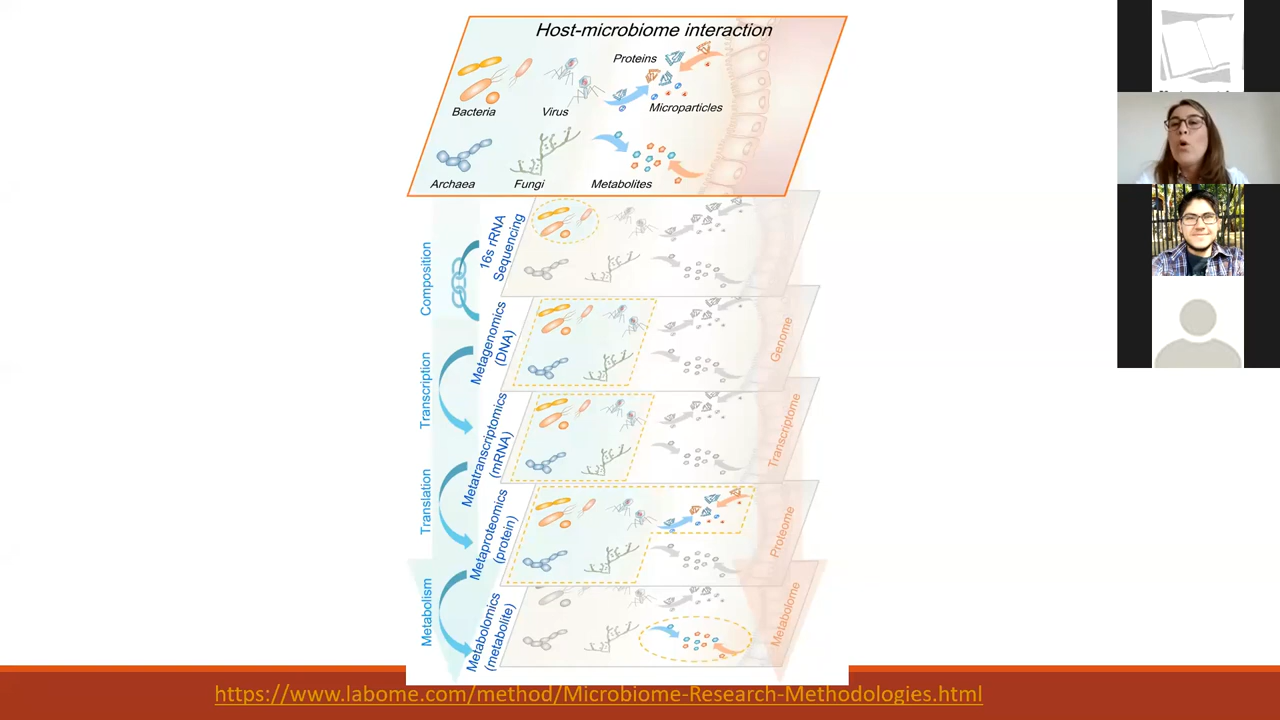 Host-microbiome interaction
Proteins
Bacteria
Virus
Microparticles
Archaea
Fungi
Metabolites
Composition
16s rRNA
Sequencing
Metagenomics
(DNA)
Genome
Transcription
Metatranscriptomics
(mRNA)
Transcriptome
Translation
Metaproteomics
(protein)
Proteome
Metabolism
Metabolomics
(metabolite)
Metabolome
https://www.labome.com/method/Microbiome-Research-Methodologies.html